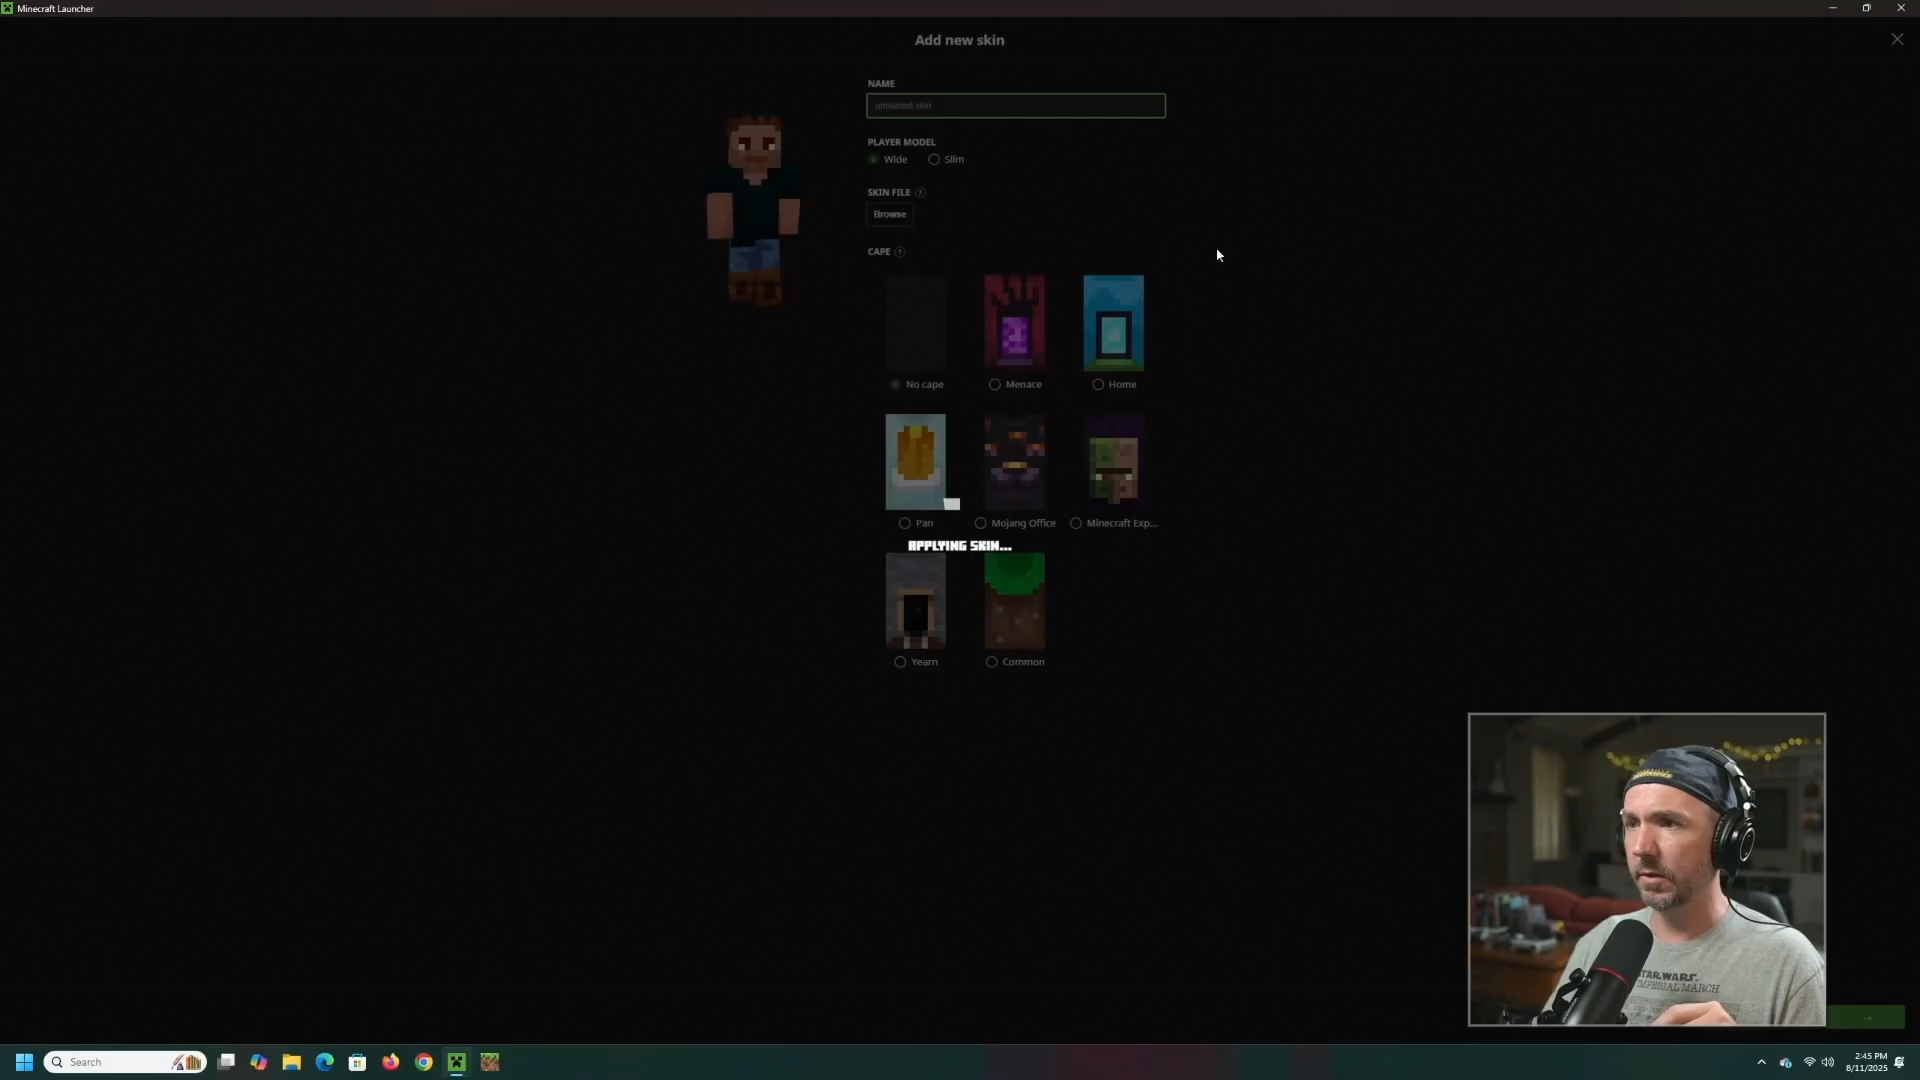 Minecraft Launcher
Add new skin
NAME
unnamed skin
PLAYER MODEL
Wide
Slim
SKIN FILE
Browse
CAPE
No cape
Menace
Home
Pan
Mojang Office
Minecraft Exp...
APPLYING SKIN...
Yearn
Common
STAR.WARS.
IMPERIAL MARCH
Search
2:45 PM
8/11/2025